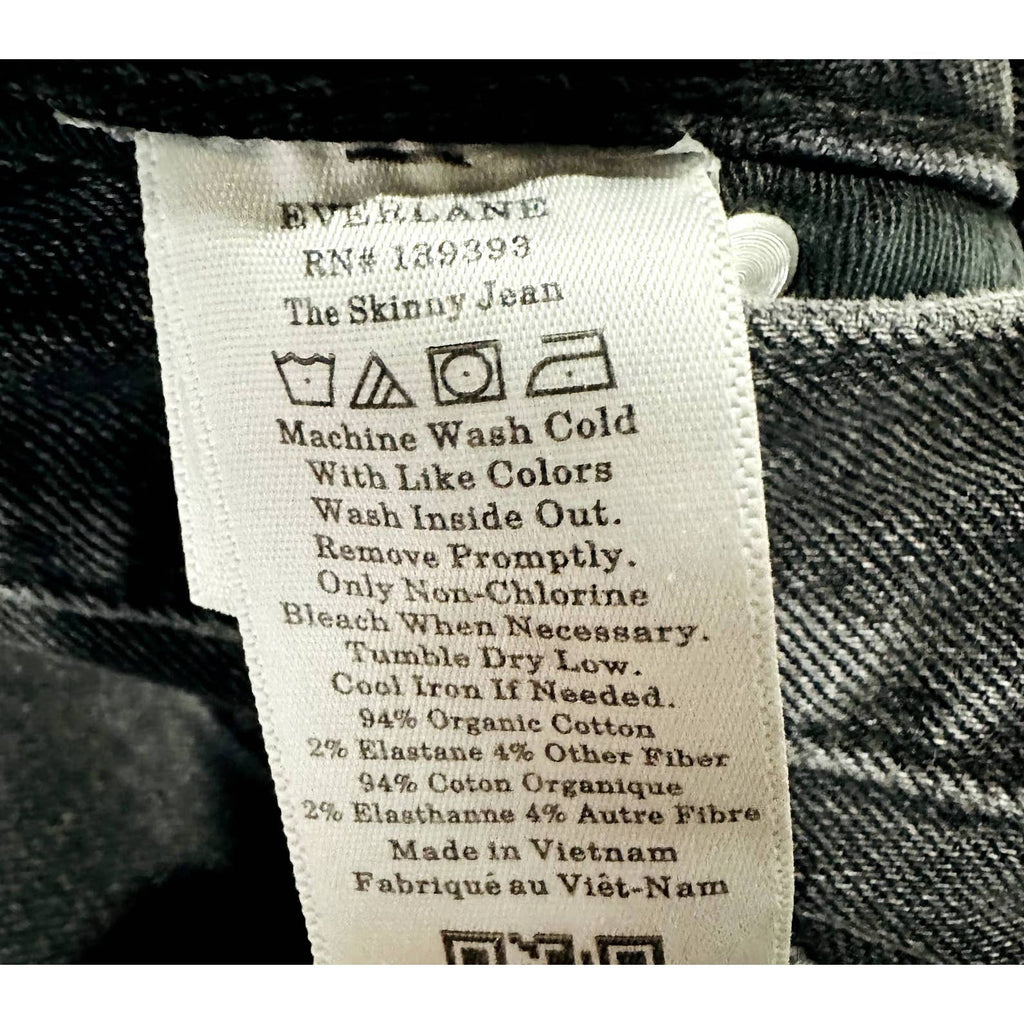 EVERLANE
RN# 139393
The Skinny Jean
Machine Wash Cold
With Like Colors
Wash Inside Out.
Remove Promptly.
Only Non-Chlorine
Bleach When Necessary.
Tumble Dry Low.
Cool Iron If Needed.
94% Organic Cotton
2% Elastane 4% Other Fiber
94% Coton Organique
2% Elasthanne 4% Autre Fibre
Made in Vietnam
Fabriqué au Viêt-Nam